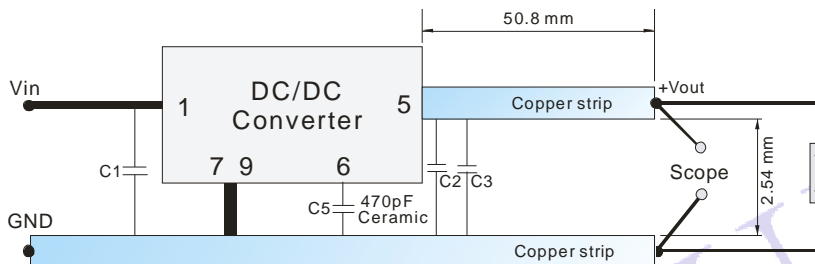 50.8 mm
Vin
DC/DC
Converter
1
5
7 9
6
Copper strip
+Vout
C1
C2
C3
C5
470pF
Ceramic
Scope
2.54 mm
GND
Copper strip